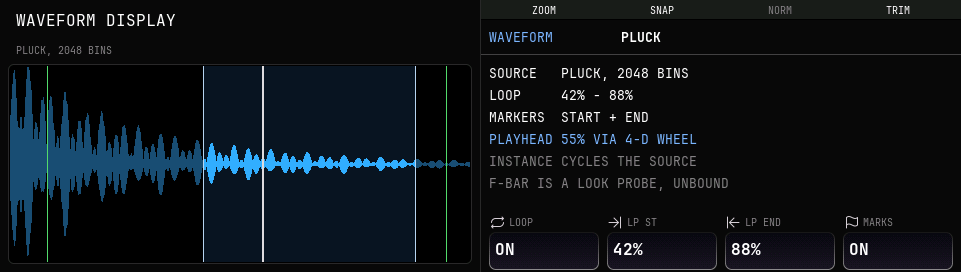 WAVEFORM DISPLAY
PLUCK, 2048 BINS
ZOOM SNAP NORM TRIM
WAVEFORM PLUCK
SOURCE PLUCK, 2048 BINS
LOOP 42% - 88%
MARKERS START + END
PLAYHEAD 55% VIA 4-D WHEEL
INSTANCE CYCLES THE SOURCE
F-BAR IS A LOOK PROBE, UNBOUND
LOOP LP ST LP END MARKS
ON 42% 88% ON